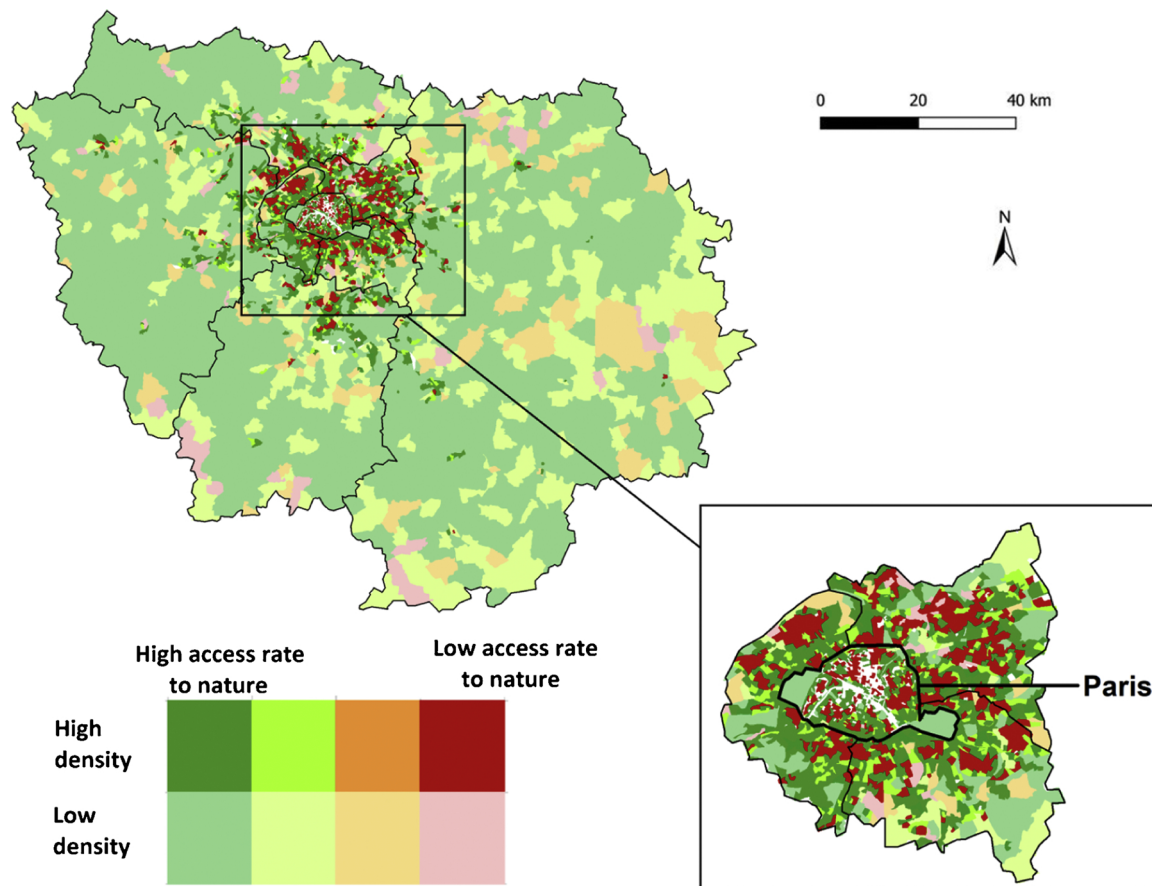 0 20 40 km
N
High access rate
to nature
Low access rate
to nature
High
density
Low
density
Paris